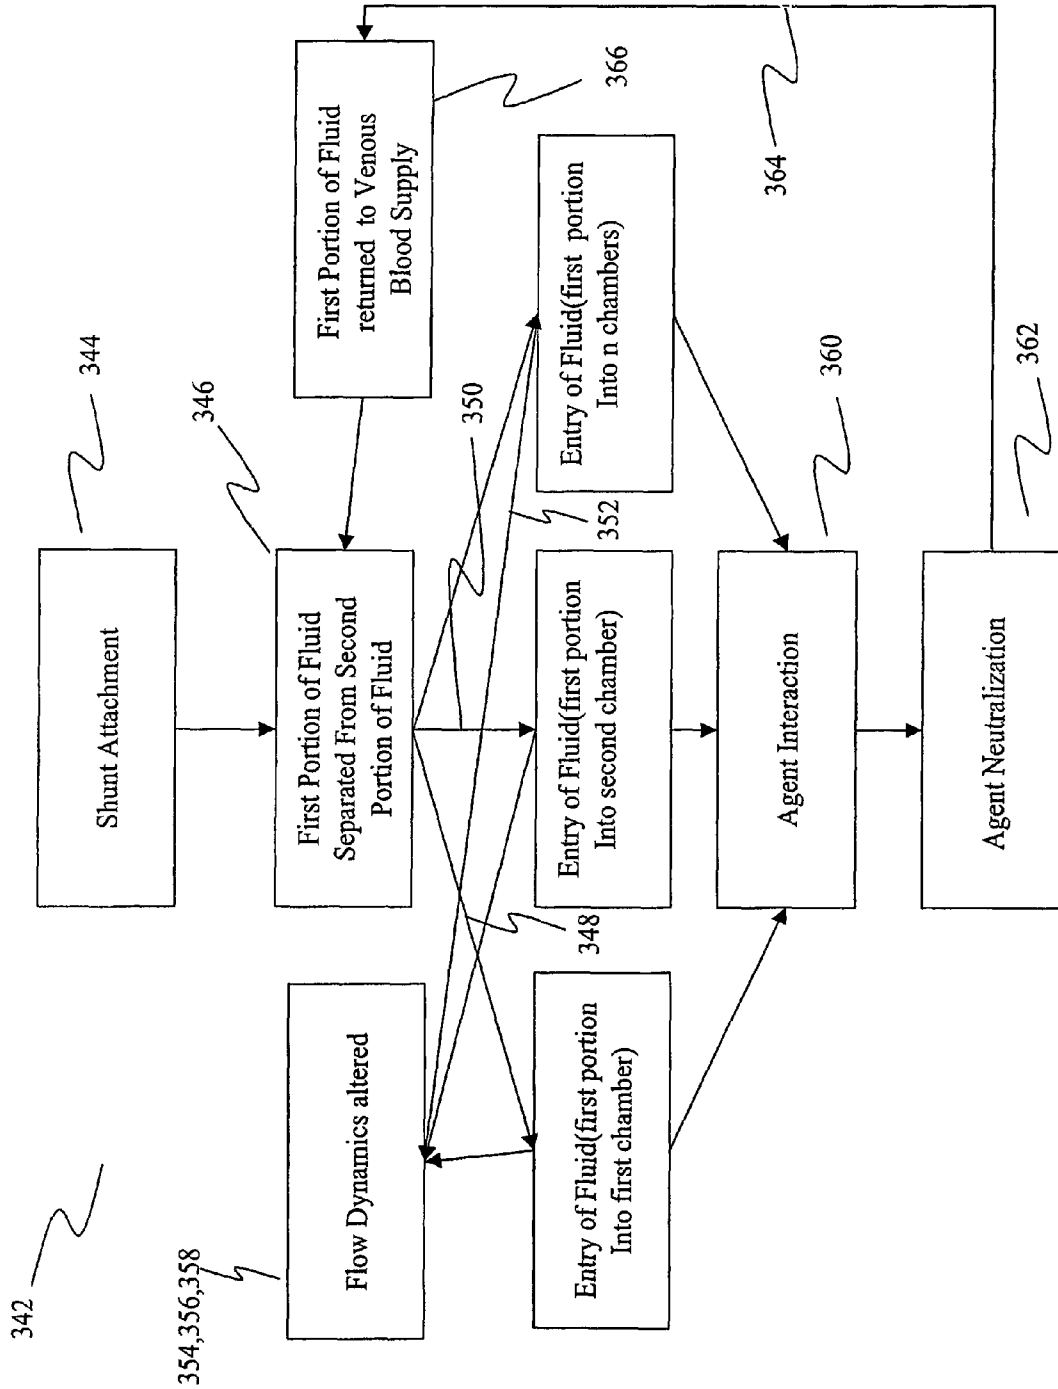 342
Shunt Attachment
344
354,356,358
Flow Dynamics altered
First Portion of Fluid
Separated From Second
Portion of Fluid
346
First Portion of Fluid
returned to Venous
Blood Supply
366
348
350
352
Entry of Fluid(first portion
Into first chamber)
Entry of Fluid(first portion
Into second chamber)
Entry of Fluid(first portion
Into n chambers)
364
Agent Interaction
360
Agent Neutralization
362